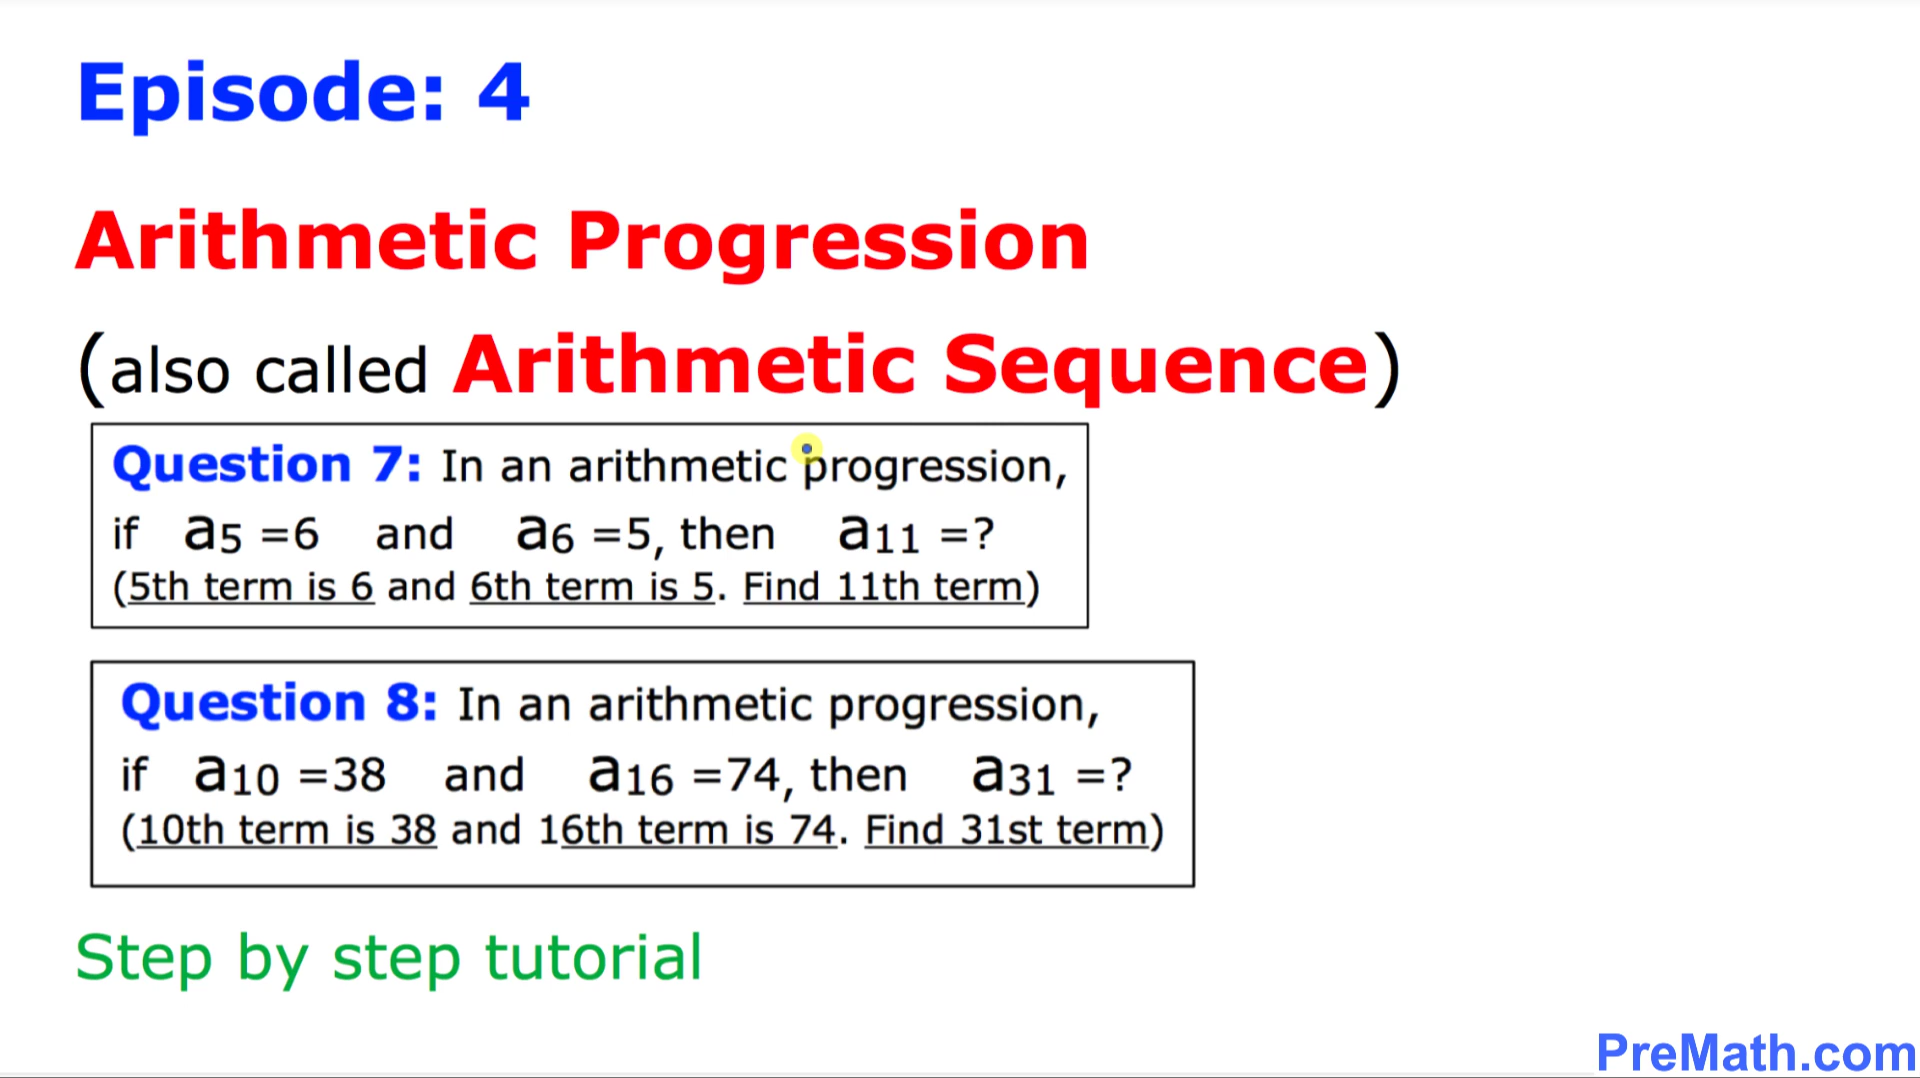 Episode: 4
Arithmetic Progression
(also called Arithmetic Sequence)
Question 7: In an arithmetic progression,
if a5 =6 and a6 =5, then a11 =?
(5th term is 6 and 6th term is 5. Find 11th term)
Question 8: In an arithmetic progression,
if a10 =38 and a16 =74, then a31 =?
(10th term is 38 and 16th term is 74. Find 31st term)
Step by step tutorial
PreMath.com